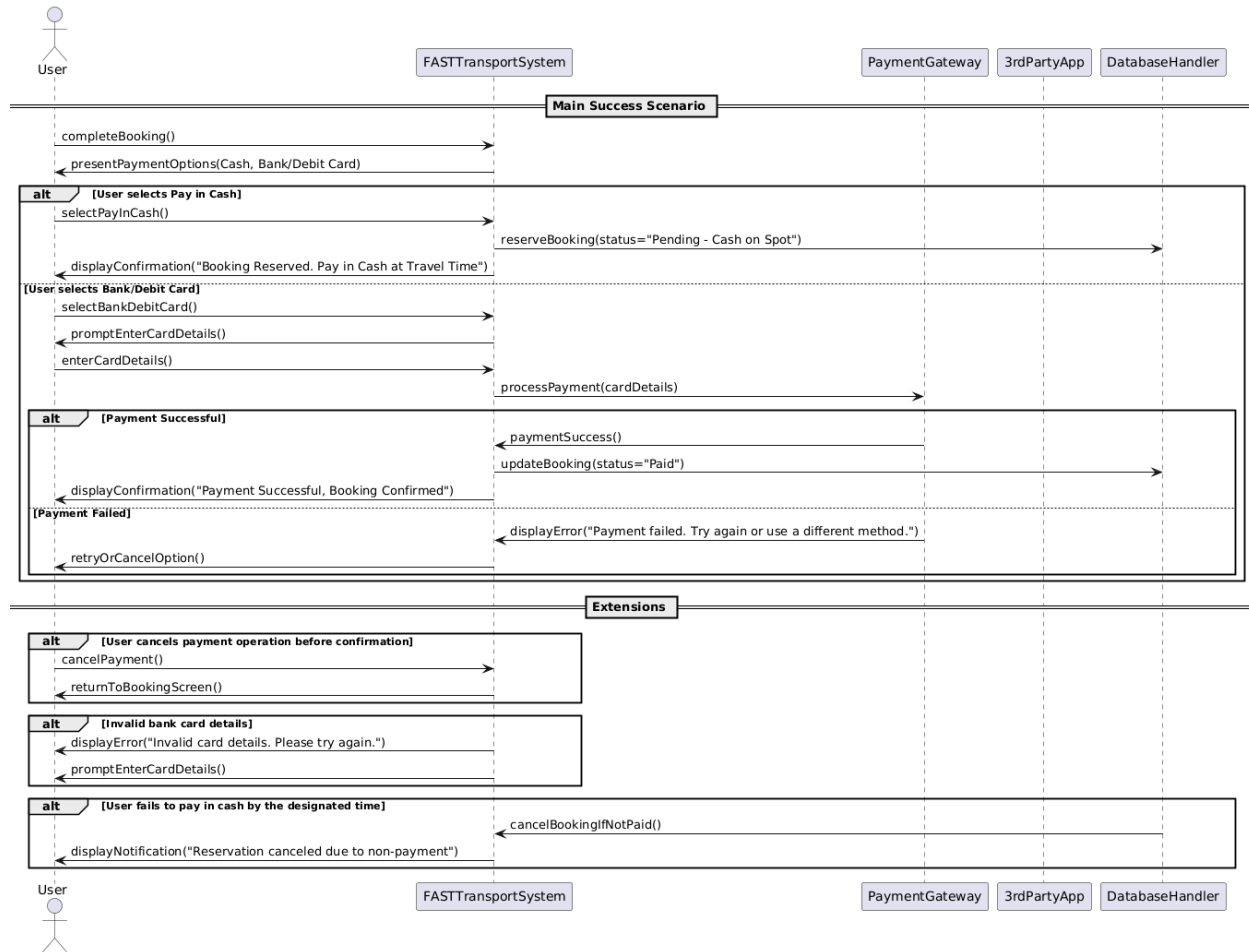 User
FASTTransportSystem
PaymentGateway
3rdPartyApp
DatabaseHandler
Main Success Scenario
completeBooking()
presentPaymentOptions(Cash, Bank/Debit Card)
alt
[User selects Pay in Cash]
selectPayInCash()
reserveBooking(status="Pending - Cash on Spot")
displayConfirmation("Booking Reserved. Pay in Cash at Travel Time")
[User selects Bank/Debit Card]
selectBankDebitCard()
promptEnterCardDetails()
enterCardDetails()
processPayment(cardDetails)
alt
[Payment Successful]
paymentSuccess()
updateBooking(status="Paid")
displayConfirmation("Payment Successful, Booking Confirmed")
[Payment Failed]
displayError("Payment failed. Try again or use a different method.")
retryOrCancelOption()
Extensions
alt
[User cancels payment operation before confirmation]
cancelPayment()
returnToBookingScreen()
alt
[Invalid bank card details]
displayError("Invalid card details. Please try again.")
promptEnterCardDetails()
alt
[User fails to pay in cash by the designated time]
cancelBookingIfNotPaid()
displayNotification("Reservation canceled due to non-payment")
User
FASTTransportSystem
PaymentGateway
3rdPartyApp
DatabaseHandler